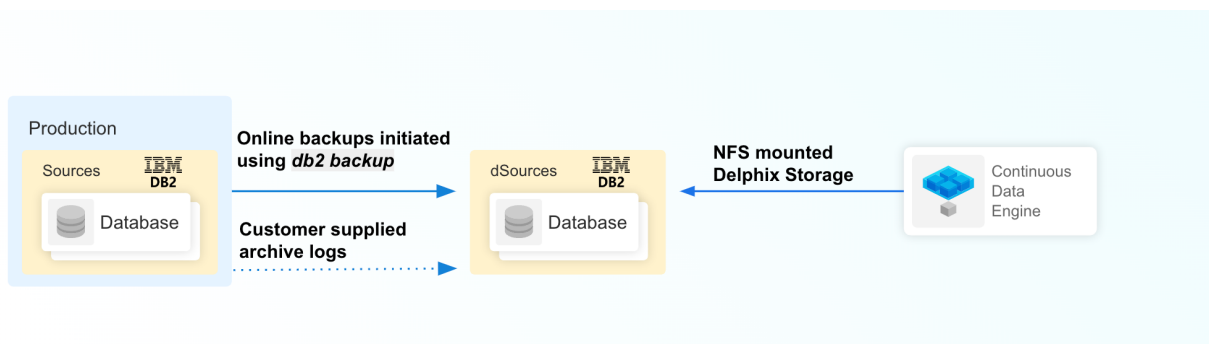 Production
Sources
IBM
DB2
Database
Online backups initiated
using db2 backup
Customer supplied
archive logs
dSources
IBM
DB2
Database
NFS mounted
Delphix Storage
Continuous
Data
Engine